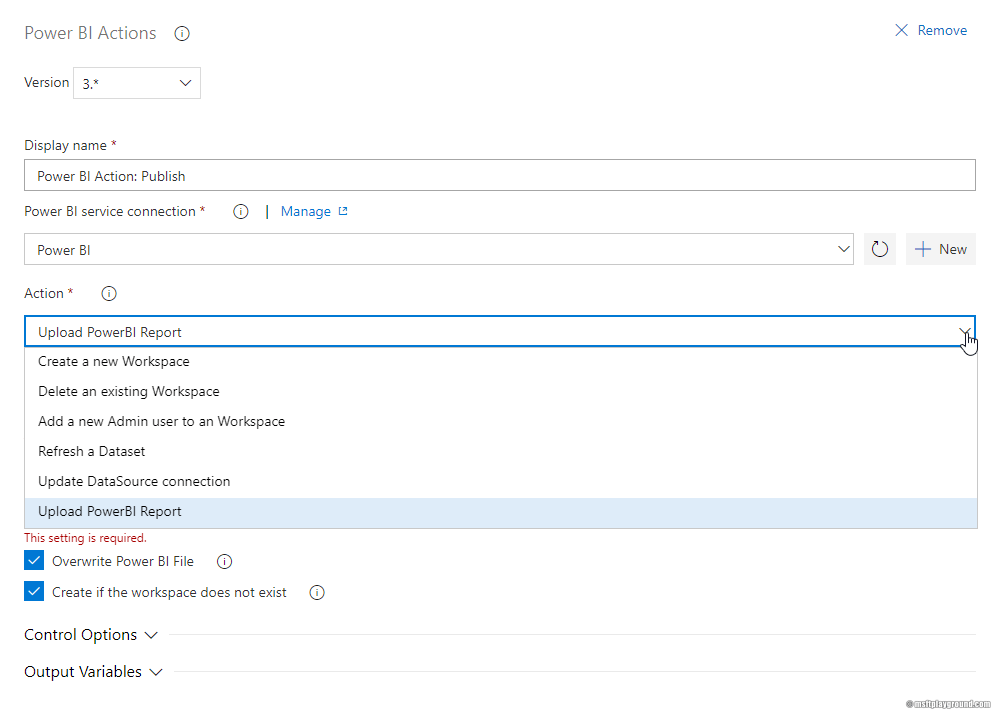 Power BI Actions
Remove
Version 3.*
Display name *
Power BI Action: Publish
Power BI service connection * | Manage
Power BI
New
Action *
Upload PowerBI Report
Create a new Workspace
Delete an existing Workspace
Add a new Admin user to an Workspace
Refresh a Dataset
Update DataSource connection
Upload PowerBI Report
This setting is required.
Overwrite Power BI File
Create if the workspace does not exist
Control Options
Output Variables
@msftplayground.com